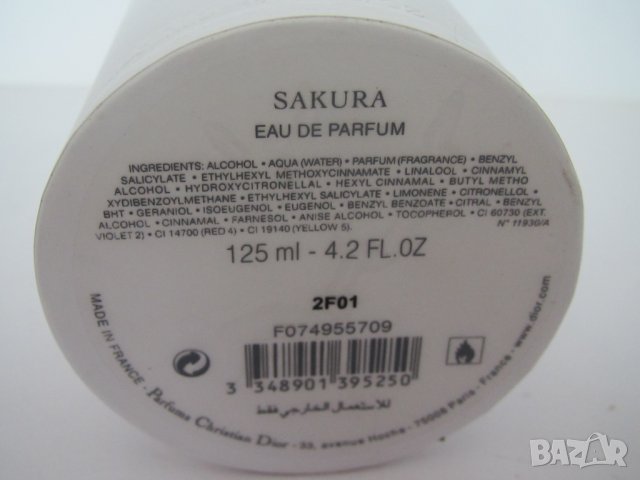 SAKURA
EAU DE PARFUM
INGREDIENTS: ALCOHOL • AQUA (WATER) • PARFUM (FRAGRANCE) • BENZYL
SALICYLATE • ETHYLHEXYL METHOXYCINNAMATE • LINALOOL • CINNAMYL
ALCOHOL • HYDROXYCITRONELLAL • HEXYL CINNAMAL • BUTYL METHO
XYDIBENZOYLMETHANE • ETHYLHEXYL SALICYLATE • LIMONENE • CITRONELLOL •
BHT • GERANIOL • ISOEUGENOL • EUGENOL • BENZYL BENZOATE • CITRAL • BENZYL
ALCOHOL • CINNAMAL • FARNESOL • ANISE ALCOHOL • TOCOPHEROL • CI 60730 (EXT.
VIOLET 2) • CI 14700 (RED 4) • CI 19140 (YELLOW 5). N° 11930/A
125 ml - 4.2 FL.OZ
2F01
F074955709
3 348901 395250
للاستعمال الخارجي فقط
MADE IN FRANCE - Parfums Christian Dior - 33, avenue Hoche - 75008 Paris - France - www.dior.com
BAZAR